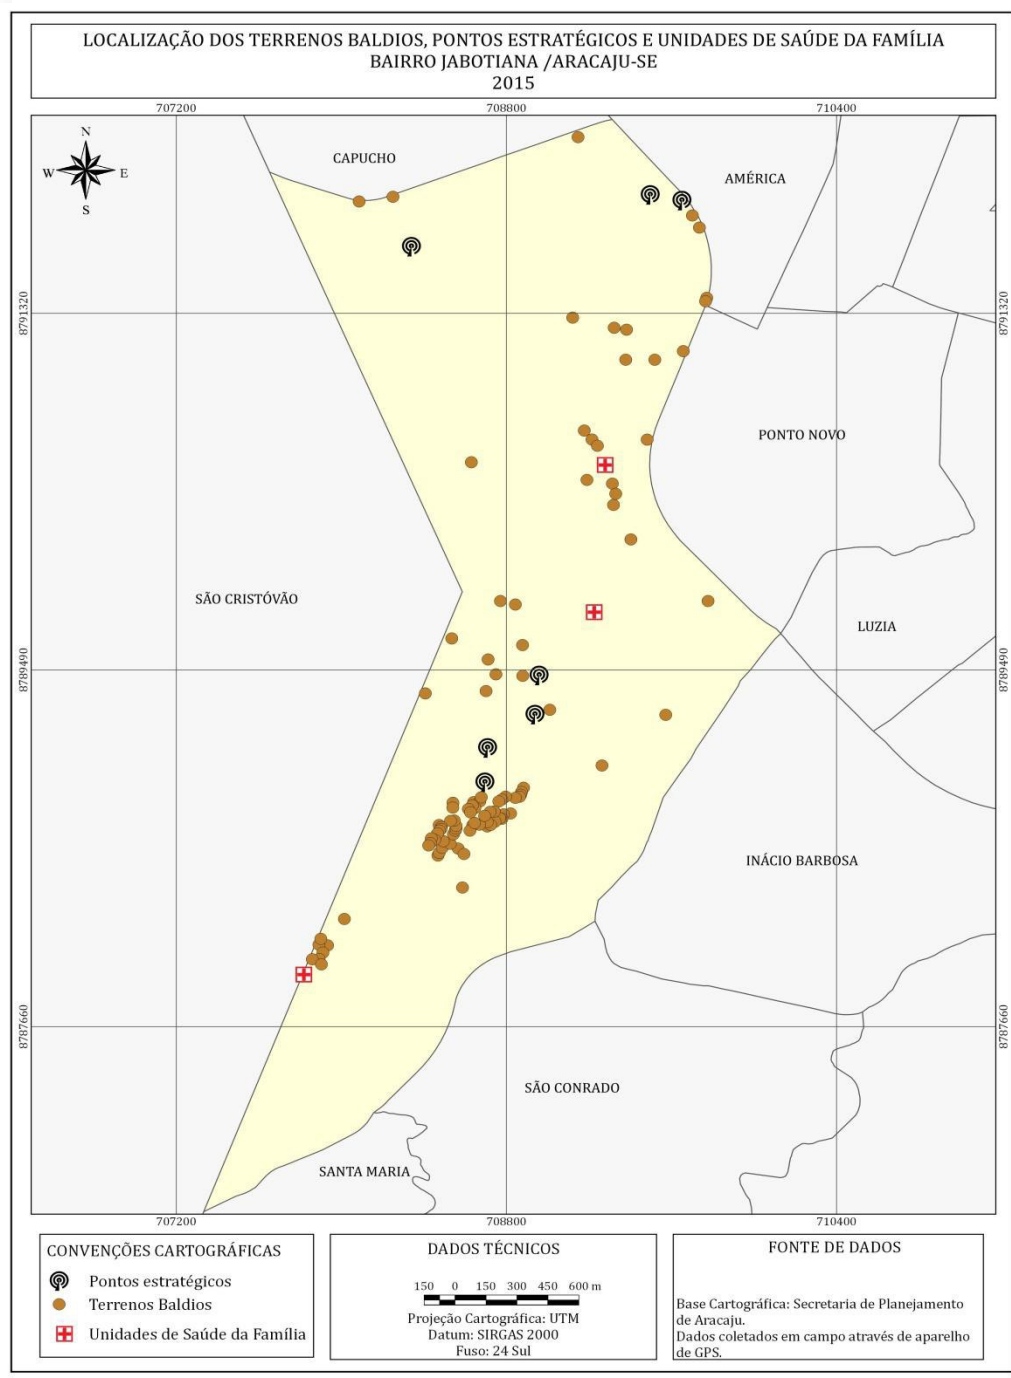 LOCALIZAÇÃO DOS TERRENOS BALDIOS, PONTOS ESTRATÉGICOS E UNIDADES DE SAÚDE DA FAMÍLIA
BAIRRO JABOTIANA /ARACAJU-SE
2015
707200 708800 710400
N
W E
S
CAPUCHO
AMÉRICA
8791320 8791320
PONTO NOVO
SÃO CRISTÓVÃO
LUZIA
8789490 8789490
INÁCIO BARBOSA
8787660 8787660
SÃO CONRADO
SANTA MARIA
707200 708800 710400
CONVENÇÕES CARTOGRÁFICAS
Pontos estratégicos
Terrenos Baldios
Unidades de Saúde da Família
DADOS TÉCNICOS
150 0 150 300 450 600 m
Projeção Cartográfica: UTM
Datum: SIRGAS 2000
Fuso: 24 Sul
FONTE DE DADOS
Base Cartográfica: Secretaria de Planejamento
de Aracaju.
Dados coletados em campo através de aparelho
de GPS.